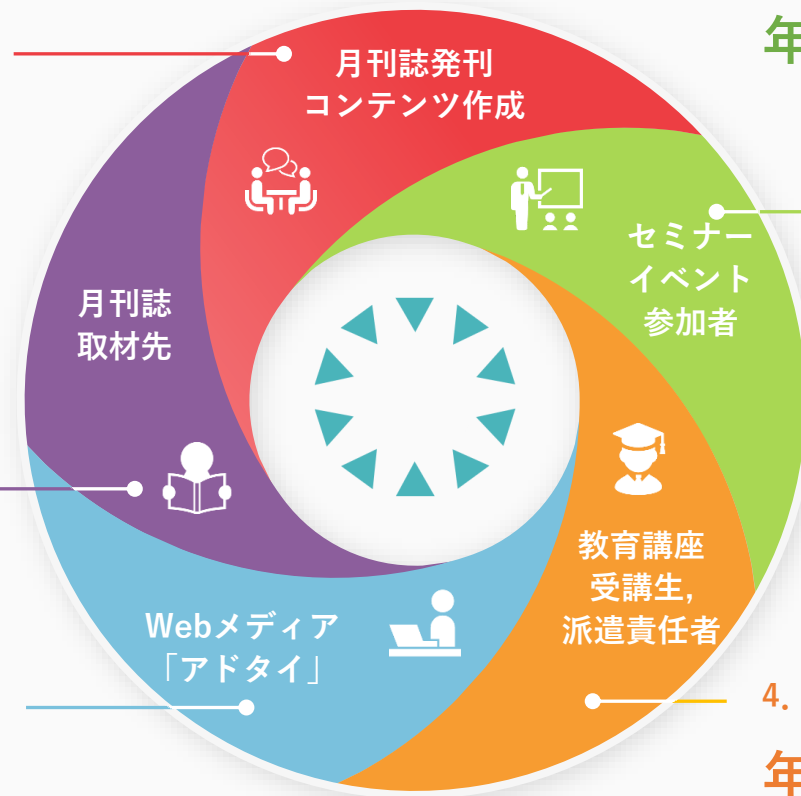 月刊誌発刊
コンテンツ作成
年
セミナー
イベント
参加者
月刊誌
取材先
教育講座
受講生,
派遣責任者
Webメディア
「アドタイ」
4.
年